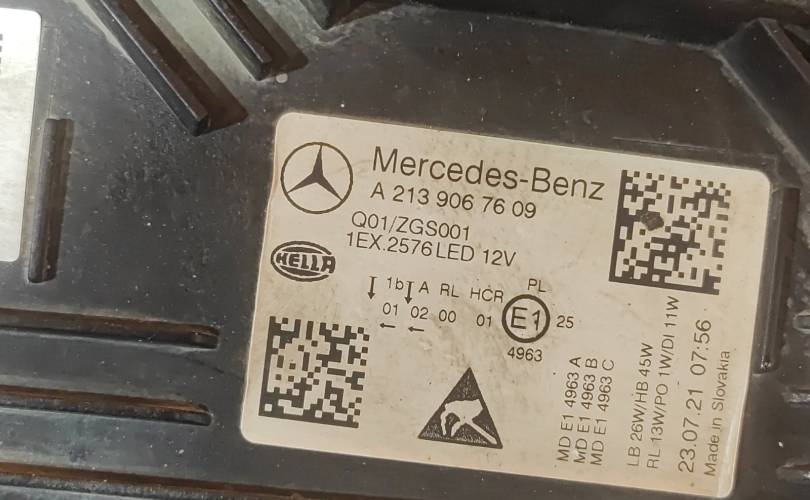 Mercedes-Benz
A 213 906 76 09
Q01/ZGS001
1EX.2576 LED 12V
HELLA
1b A RL HCR PL
01 02 00 01 E1 25
4963
MD E1 4963 A
MD E1 4963 B
MD E1 4963 C
LB 26W/HB 45W
RL 13W/PO 1W/DI 11W
23.07.21 07:56
Made in Slovakia